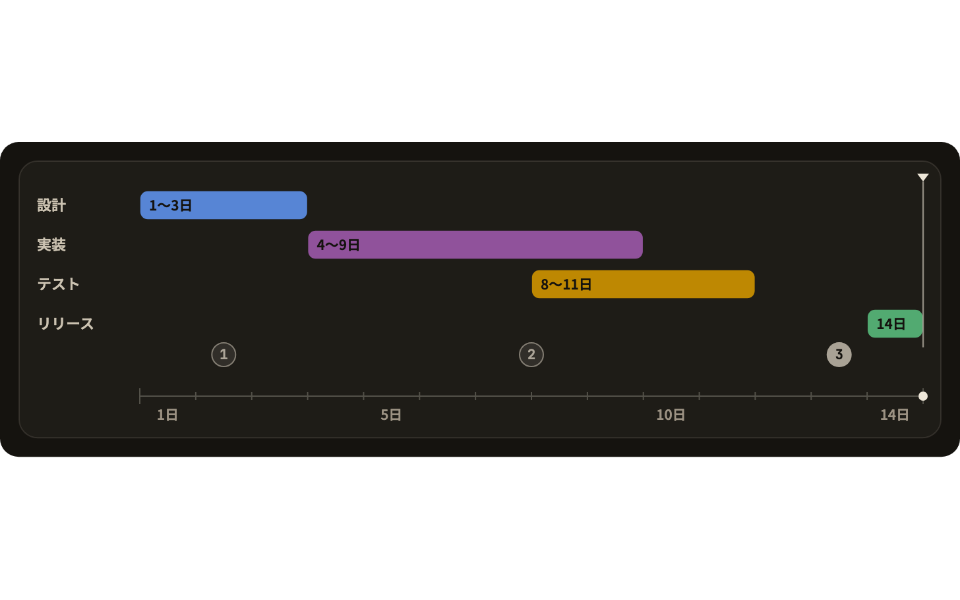 設計 1〜3日
実装 4〜9日
テスト 8〜11日
リリース 14日
1 2 3
1日 5日 10日 14日